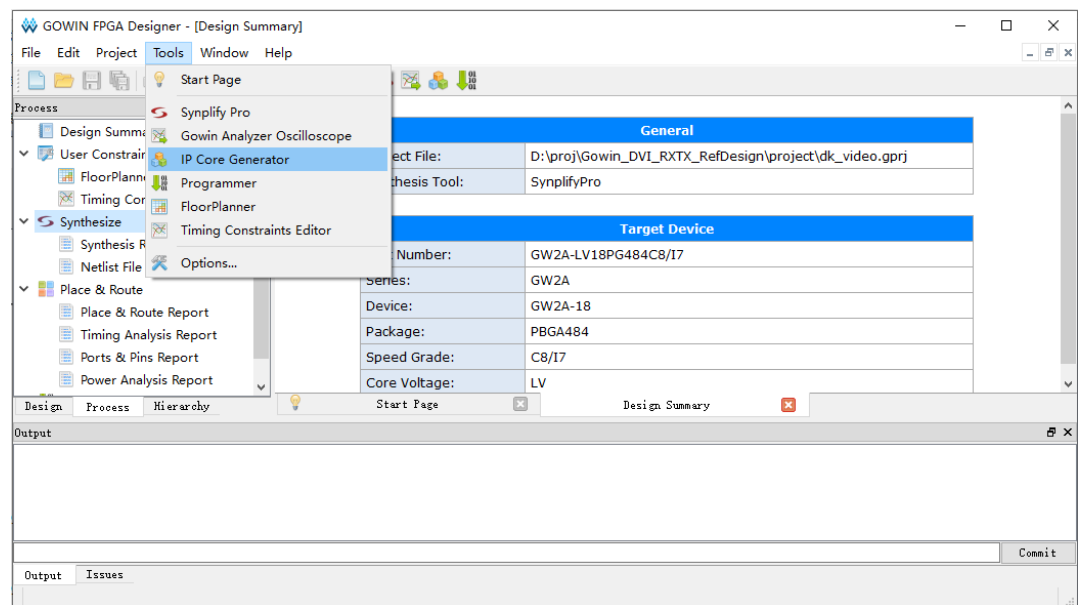 GOWIN FPGA Designer - [Design Summary]
File Edit Project Tools Window Help
Start Page
Synplify Pro
Gowin Analyzer Oscilloscope
IP Core Generator
Programmer
FloorPlanner
Timing Constraints Editor
Options...
Process
Design Summa
User Constrair
FloorPlanne
Timing Cor
Synthesize
Synthesis R
Netlist File
Place & Route
Place & Route Report
Timing Analysis Report
Ports & Pins Report
Power Analysis Report
Design Process Hierarchy
General
ect File: D:\proj\Gowin_DVI_RXTX_RefDesign\project\dk_video.gprj
thesis Tool: SynplifyPro
Target Device
Number: GW2A-LV18PG484C8/I7
Series: GW2A
Device: GW2A-18
Package: PBGA484
Speed Grade: C8/I7
Core Voltage: LV
Start Page Design Summary
Output
Commit
Output Issues